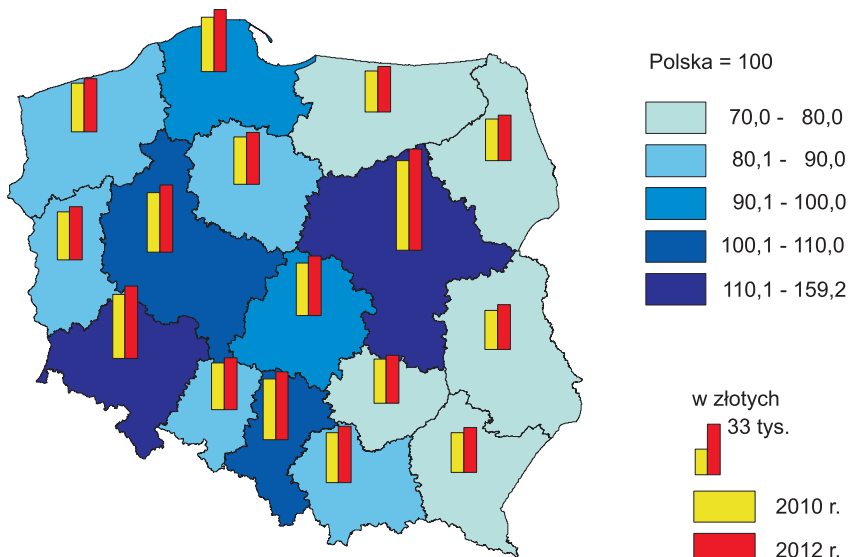 Polska = 100
70,0 - 80,0
80,1 - 90,0
90,1 - 100,0
100,1 - 110,0
110,1 - 159,2
w złotych
33 tys.
2010 r.
2012 r.